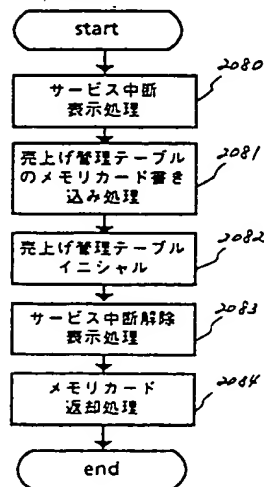 start
2080
サービス中断
表示処理
2081
売上げ管理テーブル
のメモリカード書き
込み処理
2082
売上げ管理テーブル
イニシャル
2083
サービス中断解除
表示処理
2084
メモリカード
返却処理
end